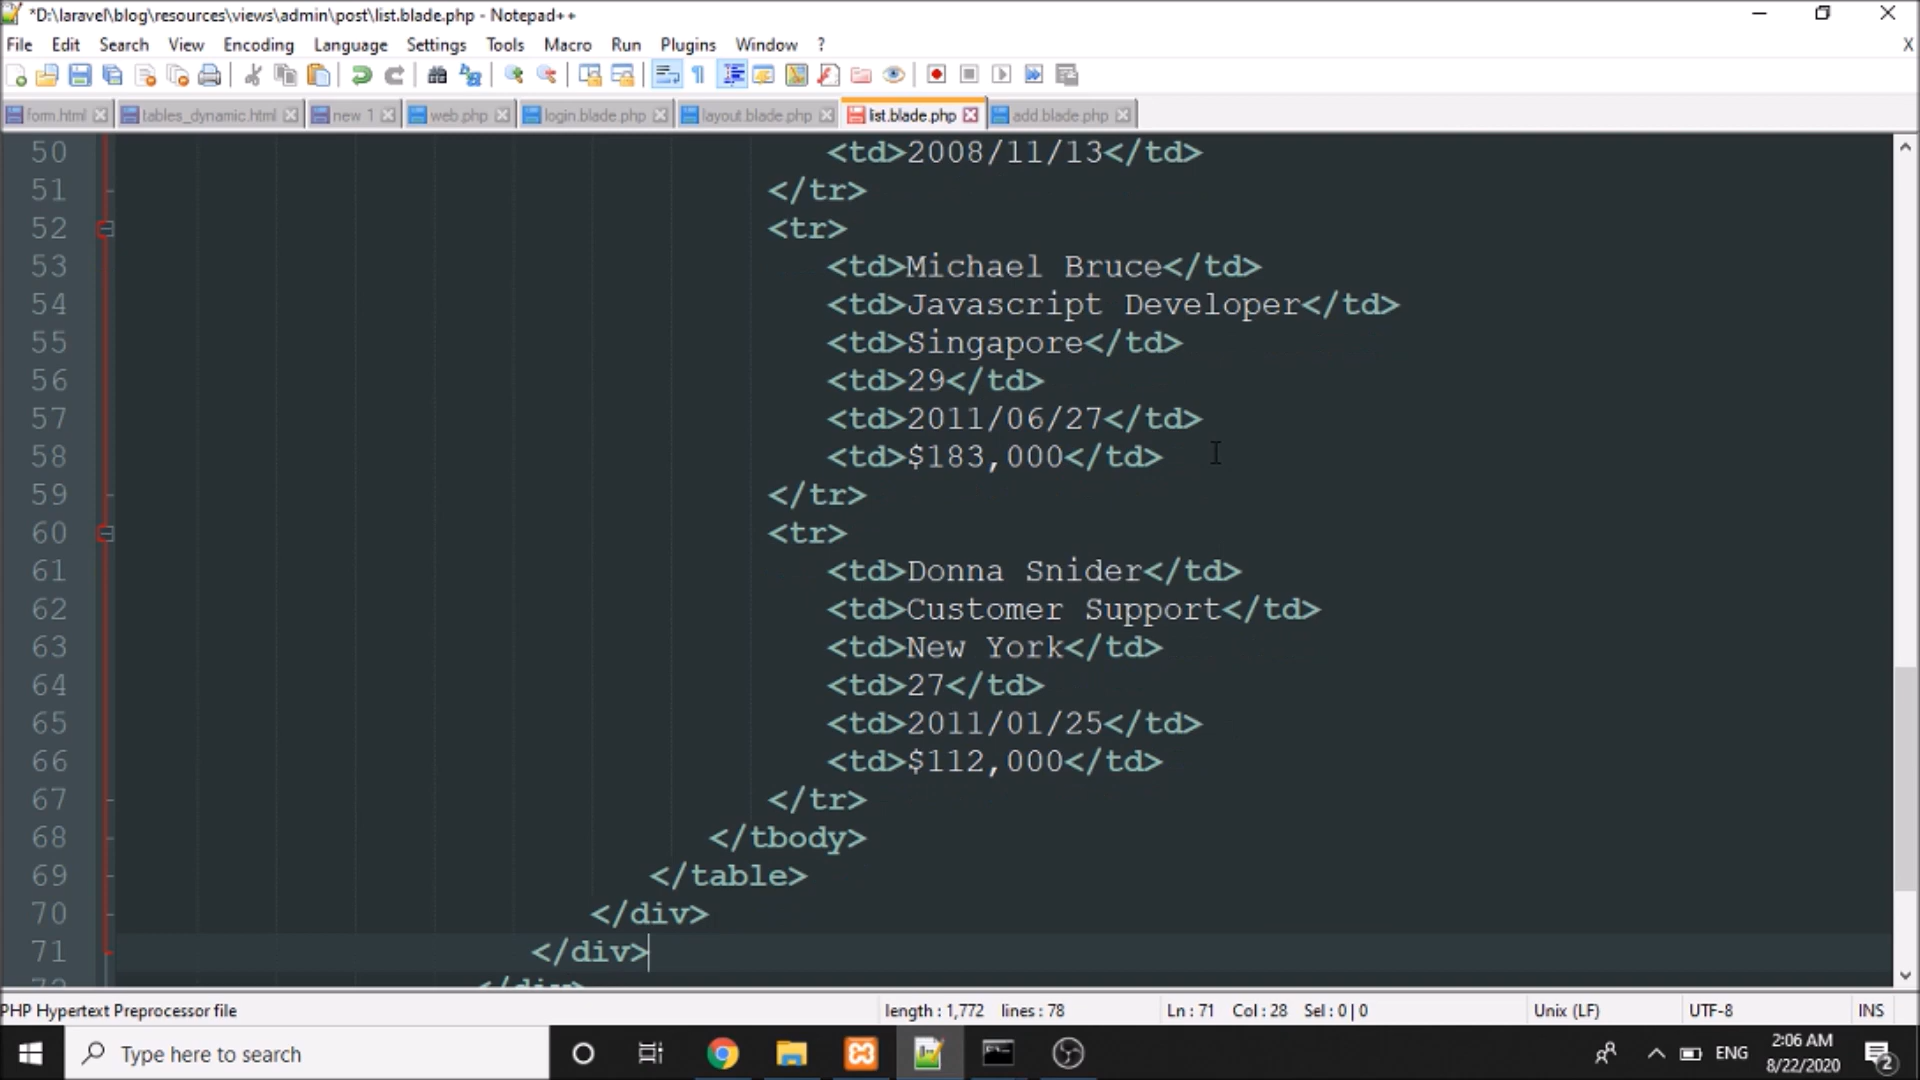 *D:\laravel\blog\resources\views\admin\post\list.blade.php - Notepad++
File Edit Search View Encoding Language Settings Tools Macro Run Plugins Window ? X
form.html tables_dynamic.html new 1 web.php login.blade.php layout.blade.php list.blade.php add.blade.php
50 <td>2008/11/13</td>
51 </tr>
52 <tr>
53 <td>Michael Bruce</td>
54 <td>Javascript Developer</td>
55 <td>Singapore</td>
56 <td>29</td>
57 <td>2011/06/27</td>
58 <td>$183,000</td>
59 </tr>
60 <tr>
61 <td>Donna Snider</td>
62 <td>Customer Support</td>
63 <td>New York</td>
64 <td>27</td>
65 <td>2011/01/25</td>
66 <td>$112,000</td>
67 </tr>
68 </tbody>
69 </table>
70 </div>
71 </div>
72 </div>
PHP Hypertext Preprocessor file length : 1,772 lines : 78 Ln : 71 Col : 28 Sel : 0 | 0 Unix (LF) UTF-8 INS
Type here to search ENG 2:06 AM 2
8/22/2020